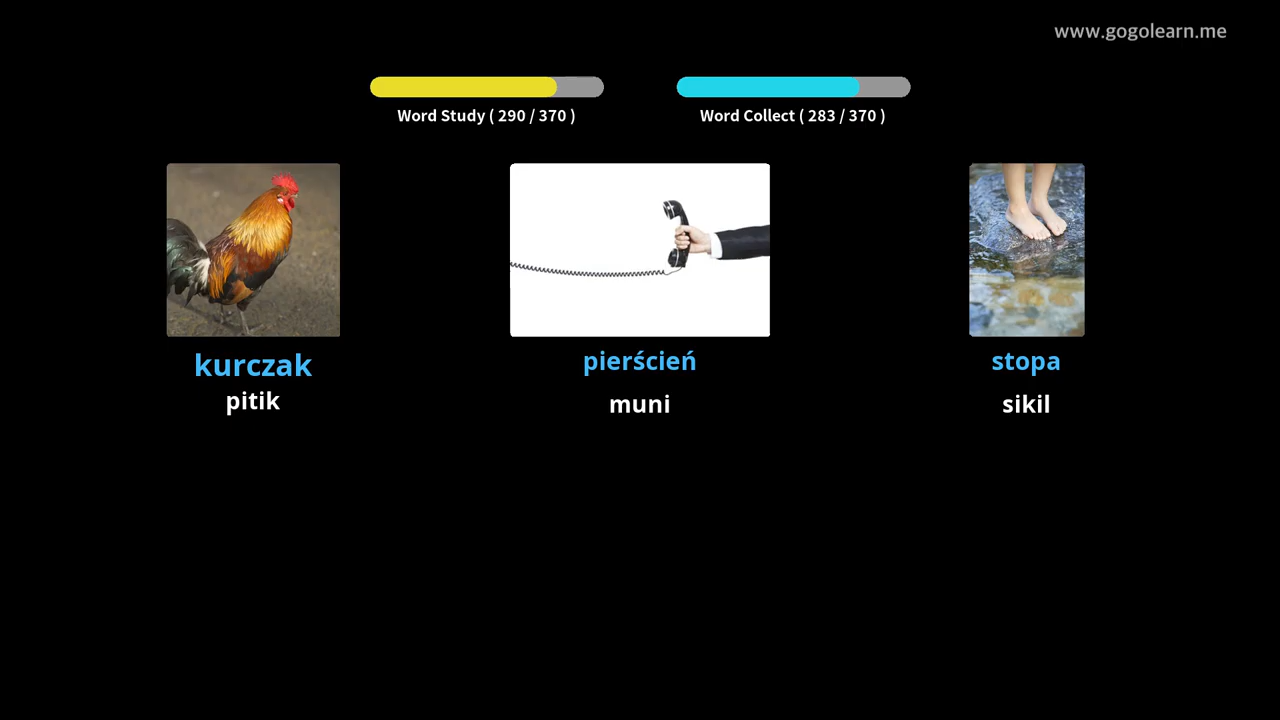 www.gogolearn.me
Word Study ( 290 / 370 )
Word Collect ( 283 / 370 )
kurczak
pitik
pierścień
muni
stopa
sikil